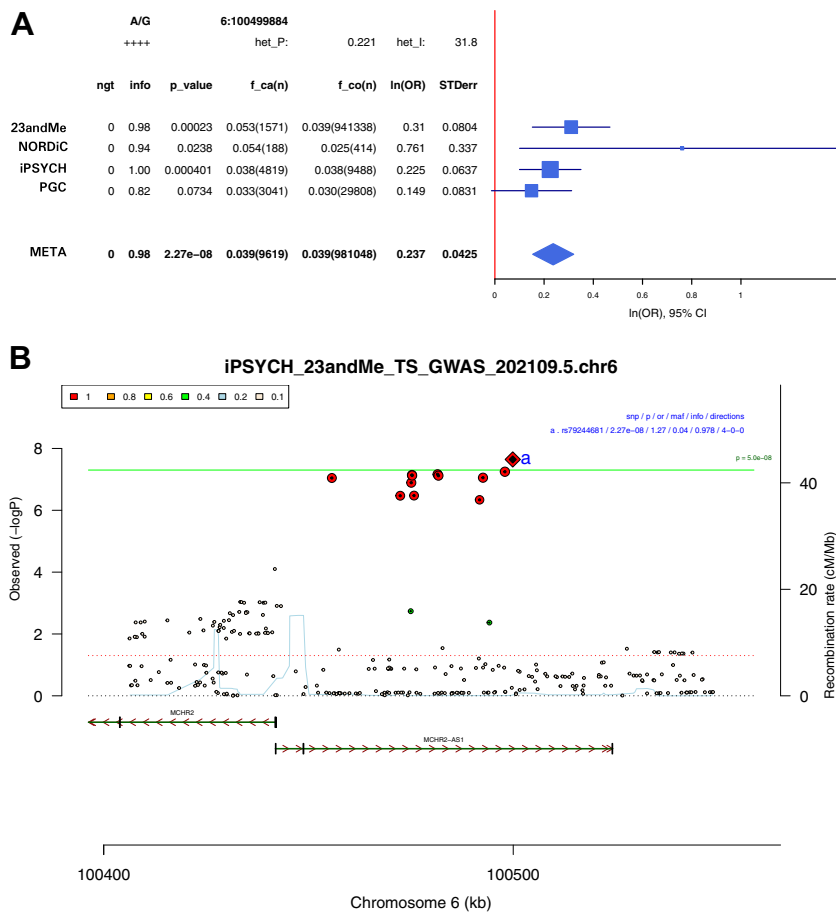 A
A/G 6:100499884
++++ het_P: 0.221 het_I: 31.8
ngt info p_value f_ca(n) f_co(n) ln(OR) STDerr
23andMe 0 0.98 0.00023 0.053(1571) 0.039(941338) 0.31 0.0804
NORDiC 0 0.94 0.0238 0.054(188) 0.025(414) 0.761 0.337
iPSYCH 0 1.00 0.000401 0.038(4819) 0.038(9488) 0.225 0.0637
PGC 0 0.82 0.0734 0.033(3041) 0.030(29808) 0.149 0.0831
META 0 0.98 2.27e-08 0.039(9619) 0.039(981048) 0.237 0.0425
0 0.2 0.4 0.6 0.8 1
ln(OR), 95% CI
B
iPSYCH_23andMe_TS_GWAS_202109.5.chr6
1 0.8 0.6 0.4 0.2 0.1
snp / p / or / maf / info / directions
a . rs79244681 / 2.27e-08 / 1.27 / 0.04 / 0.978 / 4-0-0
a
p = 5.0e-08
8
6
4
2
0
Observed (-logP)
40
20
0
Recombination rate (cM/Mb)
MCHR2
MCHR2-AS1
100400 100500
Chromosome 6 (kb)